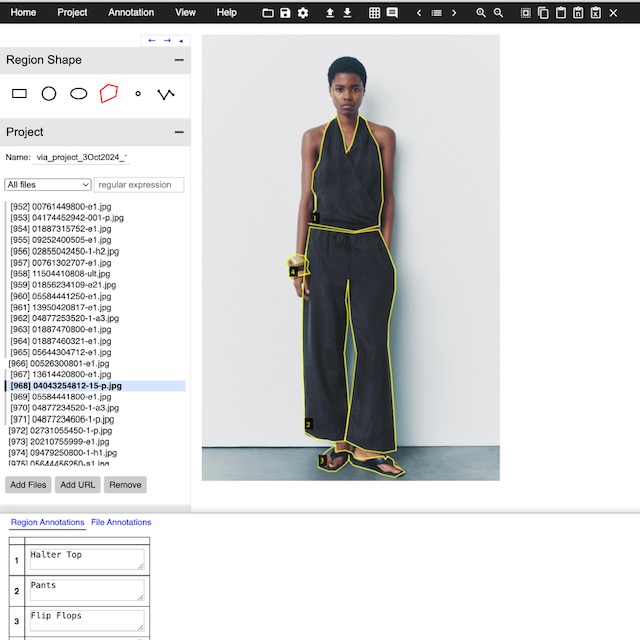 Home Project Annotation View Help
Region Shape
Project
Name: via_project_3Oct2024_
All files regular expression
[952] 00761449800-e1.jpg
[953] 04174452942-001-p.jpg
[954] 01887315752-e1.jpg
[955] 09252400505-e1.jpg
[956] 02855042450-1-h2.jpg
[957] 00761302707-e1.jpg
[958] 11504410808-ult.jpg
[959] 01856234109-e21.jpg
[960] 05584441250-e1.jpg
[961] 13950420817-e1.jpg
[962] 04877253520-1-a3.jpg
[963] 01887470800-e1.jpg
[964] 01887460321-e1.jpg
[965] 05644304712-e1.jpg
[966] 00526300801-e1.jpg
[967] 13614420800-e1.jpg
[968] 04043254812-15-p.jpg
[969] 05584441800-e1.jpg
[970] 04877234520-1-a3.jpg
[971] 04877234606-1-p.jpg
[972] 02731055450-1-p.jpg
[973] 20210755999-e1.jpg
[974] 09479250800-1-h1.jpg
[975] 05644456250-a1.jpg
Add Files Add URL Remove
1
4
2
3
Region Annotations File Annotations
1 Halter Top
2 Pants
3 Flip Flops